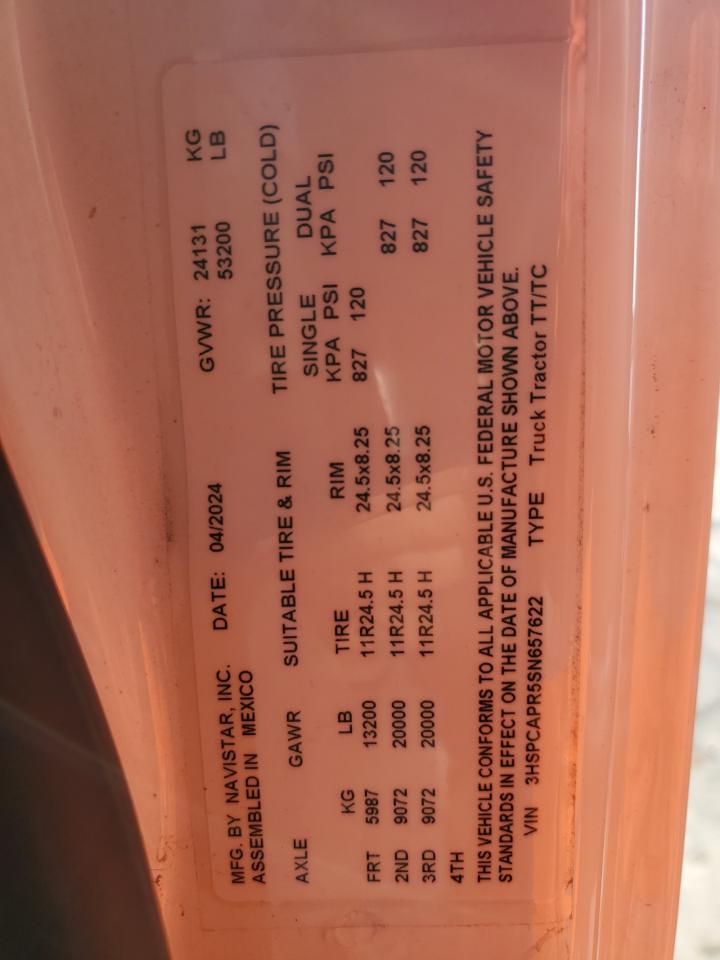 MFG. BY NAVISTAR, INC. DATE: 04/2024 GVWR: 24131 KG
ASSEMBLED IN MEXICO 53200 LB
SUITABLE TIRE & RIM TIRE PRESSURE (COLD)
AXLE GAWR SINGLE DUAL
KG LB TIRE RIM KPA PSI KPA PSI
FRT 5987 13200 11R24.5 H 24.5x8.25 827 120
2ND 9072 20000 11R24.5 H 24.5x8.25 827 120
3RD 9072 20000 11R24.5 H 24.5x8.25 827 120
4TH
THIS VEHICLE CONFORMS TO ALL APPLICABLE U.S. FEDERAL MOTOR VEHICLE SAFETY
STANDARDS IN EFFECT ON THE DATE OF MANUFACTURE SHOWN ABOVE.
VIN 3HSPCAPR5SN657622 TYPE Truck Tractor TT/TC